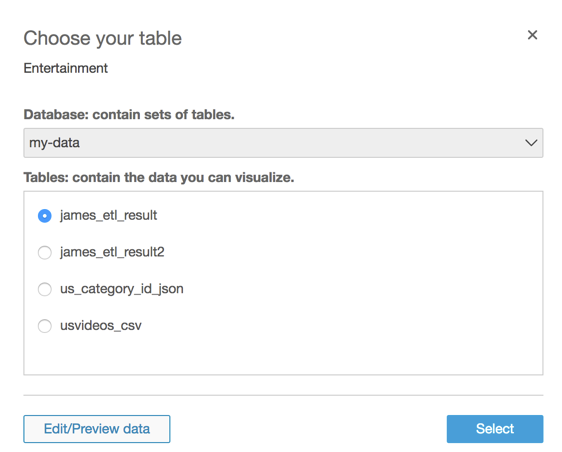 Choose your table
Entertainment
Database: contain sets of tables.
my-data
Tables: contain the data you can visualize.
james_etl_result
james_etl_result2
us_category_id_json
usvideos_csv
Edit/Preview data
Select